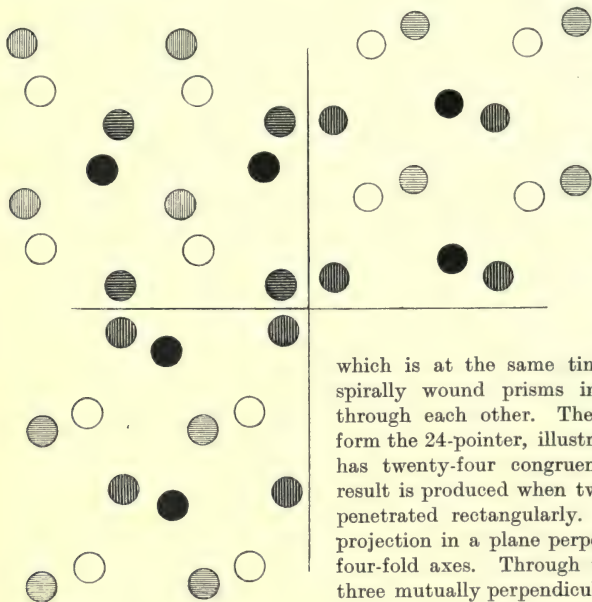 which is at the same tim
spirally wound prisms in
through each other. The
form the 24-pointer, illustr
has twenty-four congruen
result is produced when tw
penetrated rectangularly.
projection in a plane perp
four-fold axes. Through
three mutually perpendicul